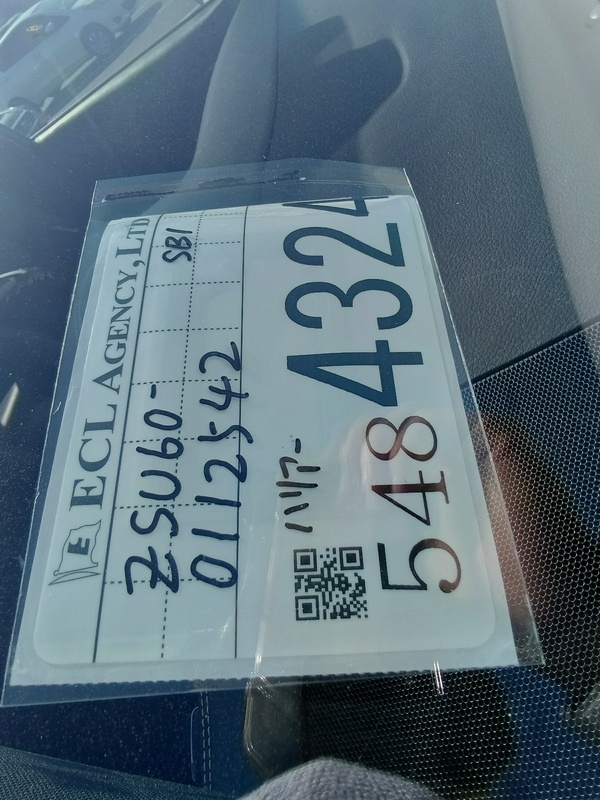 E ECL AGENCY, LTD
ZSU60- SB1
0112542
ハリアー
548 4324